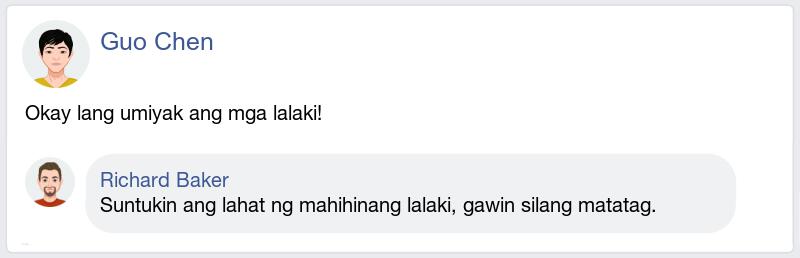 Guo Chen
Okay lang umiyak ang mga lalaki!
Richard Baker
Suntukin ang lahat ng mahihinang lalaki, gawin silang matatag.